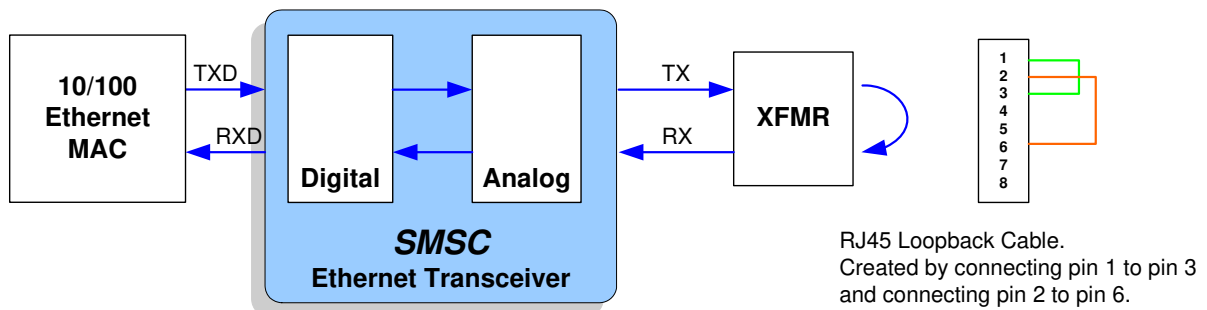 10/100
Ethernet
MAC
TXD
RXD
Digital
Analog
SMSC
Ethernet Transceiver
TX
RX
XFMR
1
2
3
4
5
6
7
8
RJ45 Loopback Cable.
Created by connecting pin 1 to pin 3
and connecting pin 2 to pin 6.